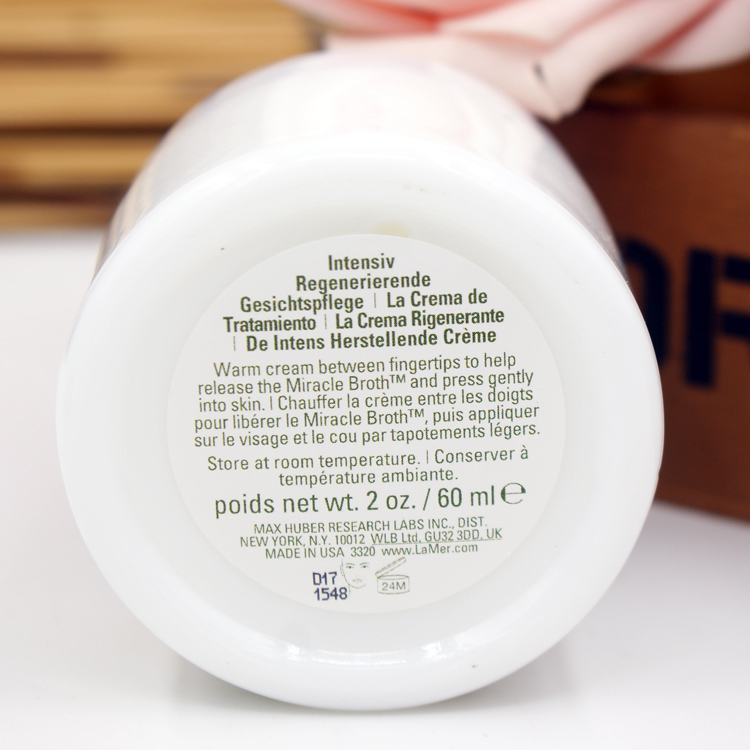 Intensiv
Regenerierende
Gesichtspflege | La Crema de
Tratamiento | La Crema Rigenerante
| De Intens Herstellende Crème
Warm cream between fingertips to help
release the Miracle Broth™ and press gently
into skin. | Chauffer la crème entre les doigts
pour libérer le Miracle Broth™, puis appliquer
sur le visage et le cou par tapotements légers.
Store at room temperature. | Conserver à
température ambiante.
poids net wt. 2 oz. / 60 ml ℮
MAX HUBER RESEARCH LABS INC., DIST.
NEW YORK, N.Y. 10012 WLB Ltd, GU32 3DD, UK
MADE IN USA 3320 www.LaMer.com
D17
1548
24M